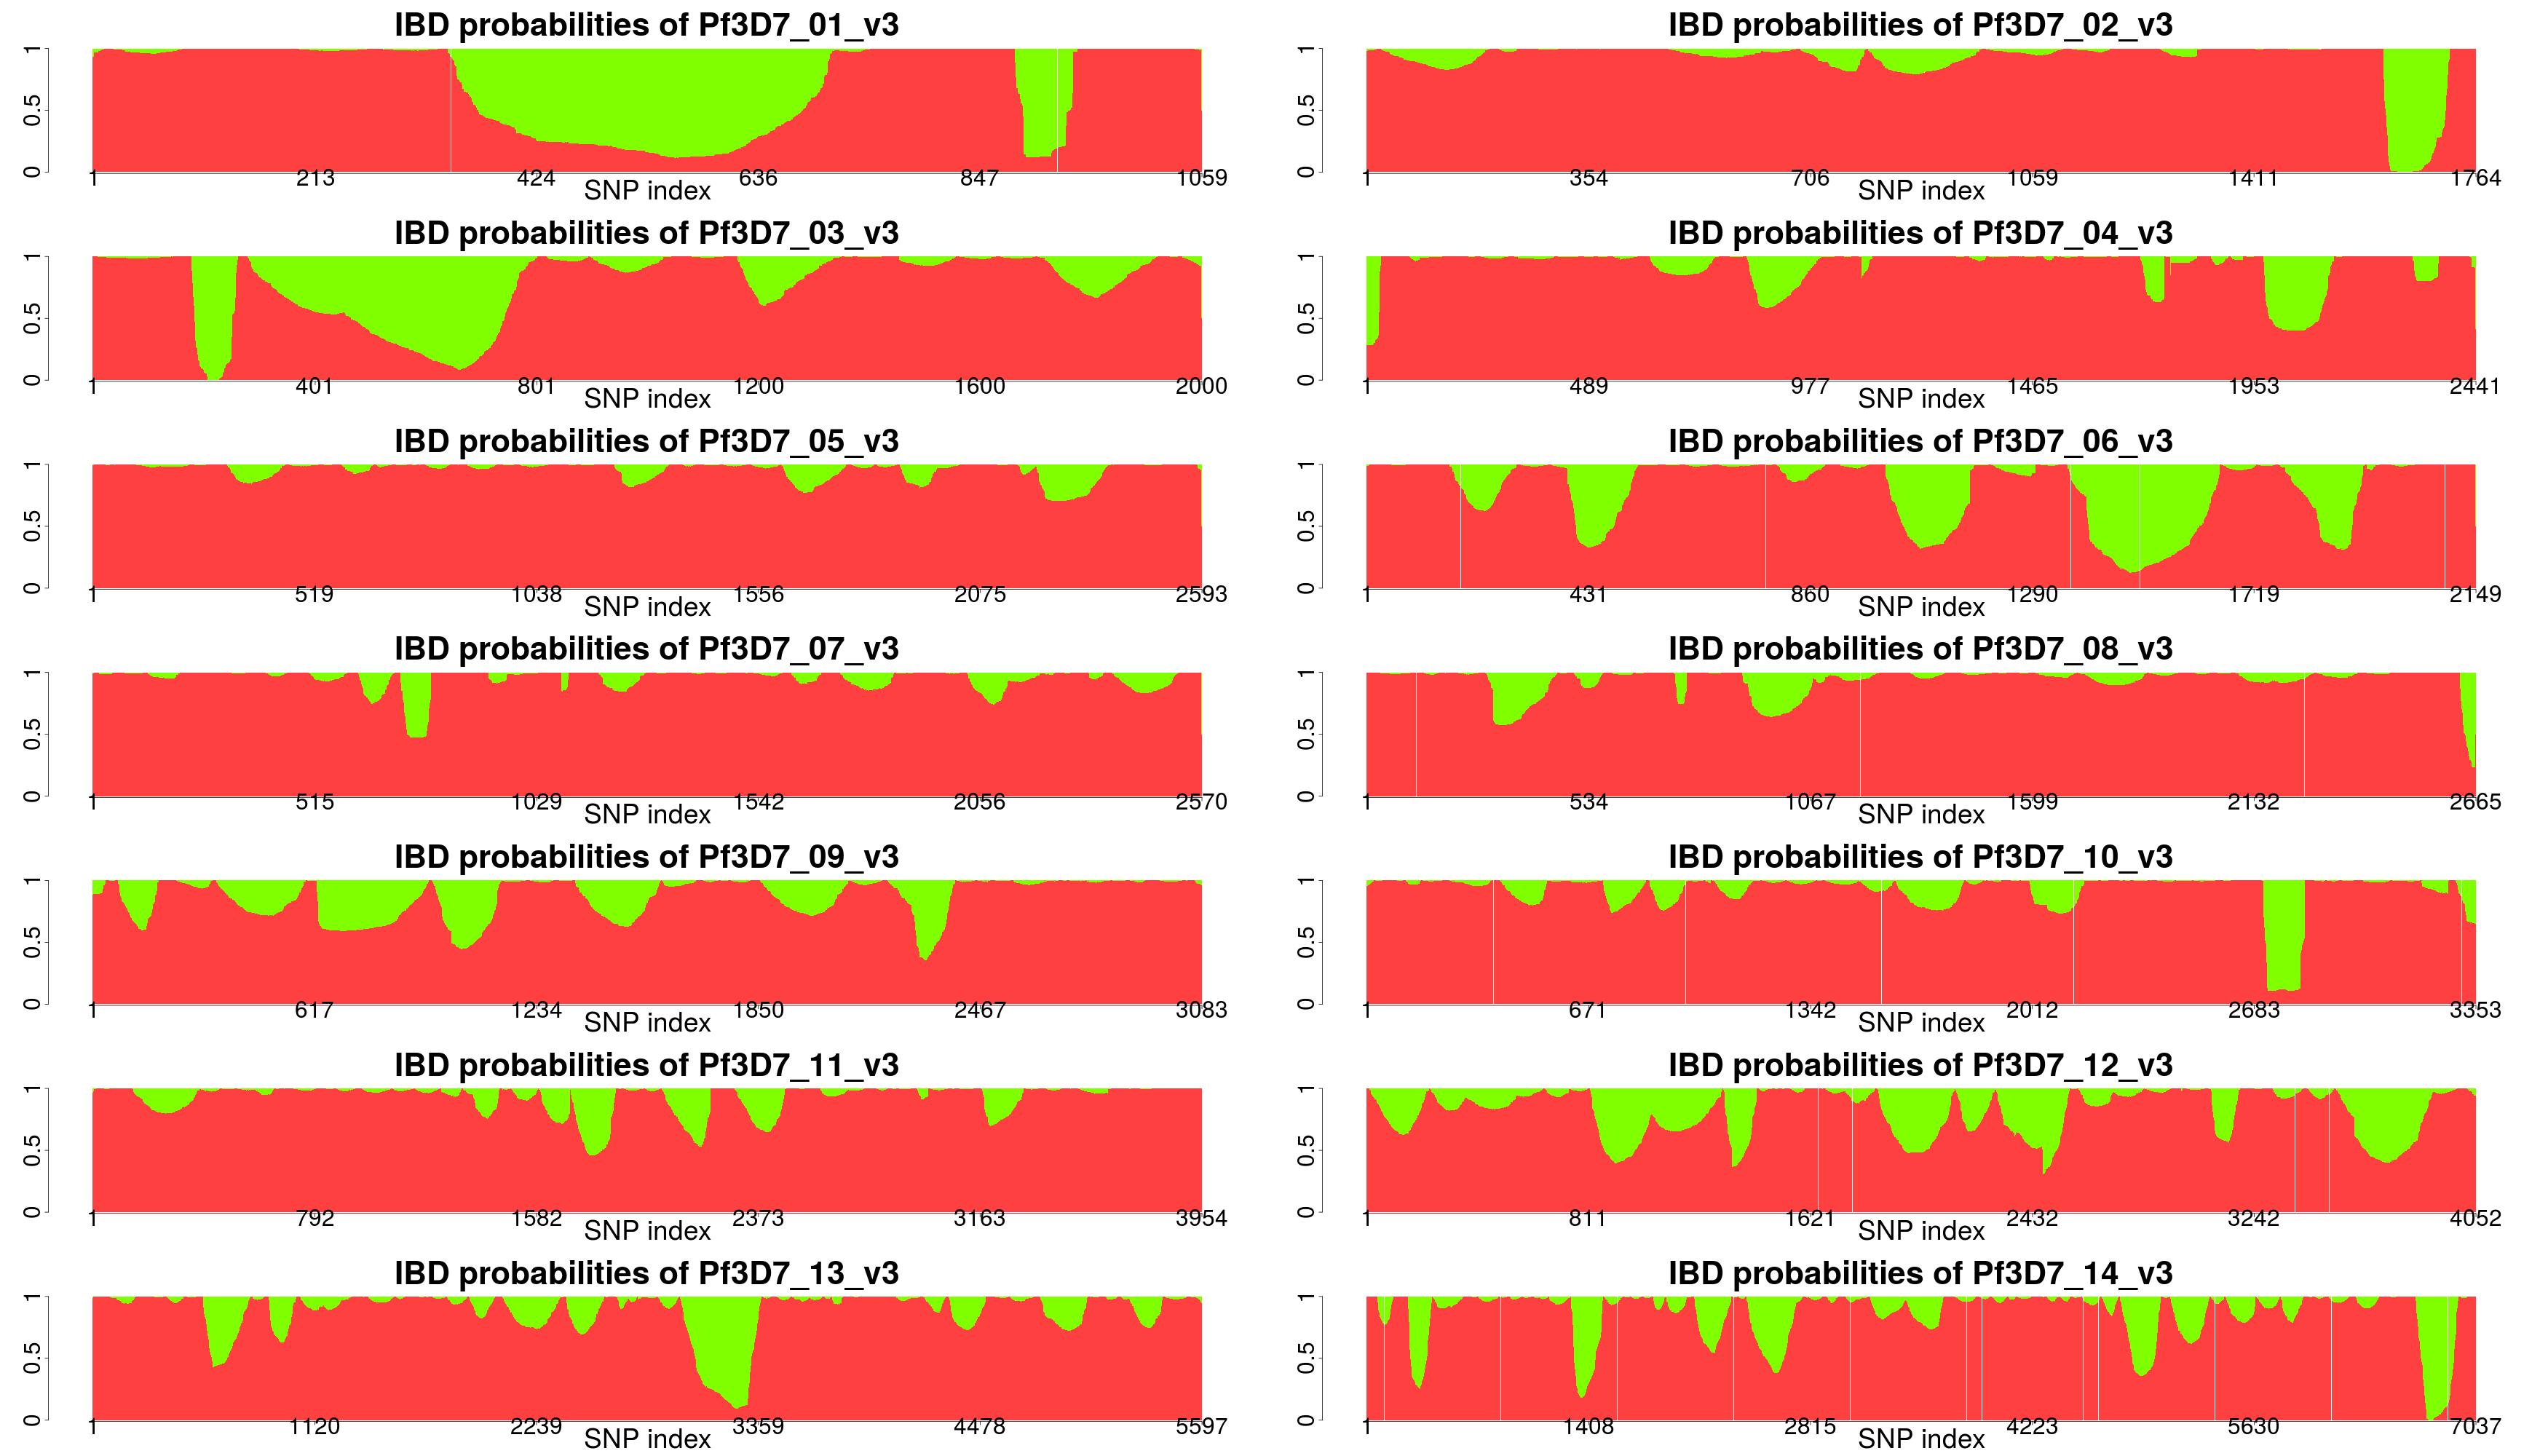 IBD probabilities of Pf3D7_01_v3
0 0.5 1
1 213 424 636 847 1059
SNP index
IBD probabilities of Pf3D7_02_v3
0 0.5 1
1 354 706 1059 1411 1764
SNP index
IBD probabilities of Pf3D7_03_v3
0 0.5 1
1 401 801 1200 1600 2000
SNP index
IBD probabilities of Pf3D7_04_v3
0 0.5 1
1 489 977 1465 1953 2441
SNP index
IBD probabilities of Pf3D7_05_v3
0 0.5 1
1 519 1038 1556 2075 2593
SNP index
IBD probabilities of Pf3D7_06_v3
0 0.5 1
1 431 860 1290 1719 2149
SNP index
IBD probabilities of Pf3D7_07_v3
0 0.5 1
1 515 1029 1542 2056 2570
SNP index
IBD probabilities of Pf3D7_08_v3
0 0.5 1
1 534 1067 1599 2132 2665
SNP index
IBD probabilities of Pf3D7_09_v3
0 0.5 1
1 617 1234 1850 2467 3083
SNP index
IBD probabilities of Pf3D7_10_v3
0 0.5 1
1 671 1342 2012 2683 3353
SNP index
IBD probabilities of Pf3D7_11_v3
0 0.5 1
1 792 1582 2373 3163 3954
SNP index
IBD probabilities of Pf3D7_12_v3
0 0.5 1
1 811 1621 2432 3242 4052
SNP index
IBD probabilities of Pf3D7_13_v3
0 0.5 1
1 1120 2239 3359 4478 5597
SNP index
IBD probabilities of Pf3D7_14_v3
0 0.5 1
1 1408 2815 4223 5630 7037
SNP index